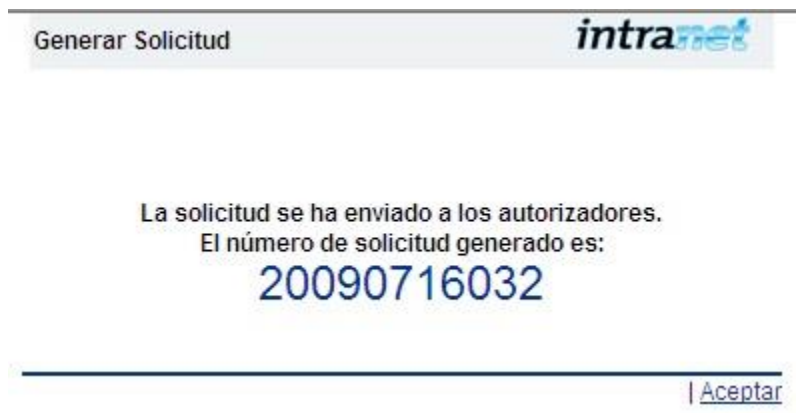 Generar Solicitud
intranet
La solicitud se ha enviado a los autorizadores.
El número de solicitud generado es:
20090716032
| Aceptar